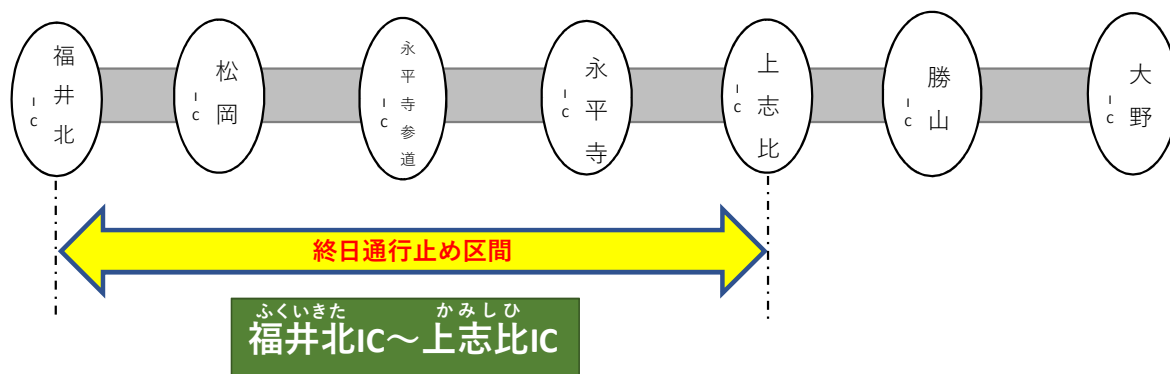 福井北IC
松岡IC
永平寺参道IC
永平寺IC
上志比IC
勝山IC
大野IC
終日通行止め区間
ふくいきた かみしひ
福井北IC～上志比IC